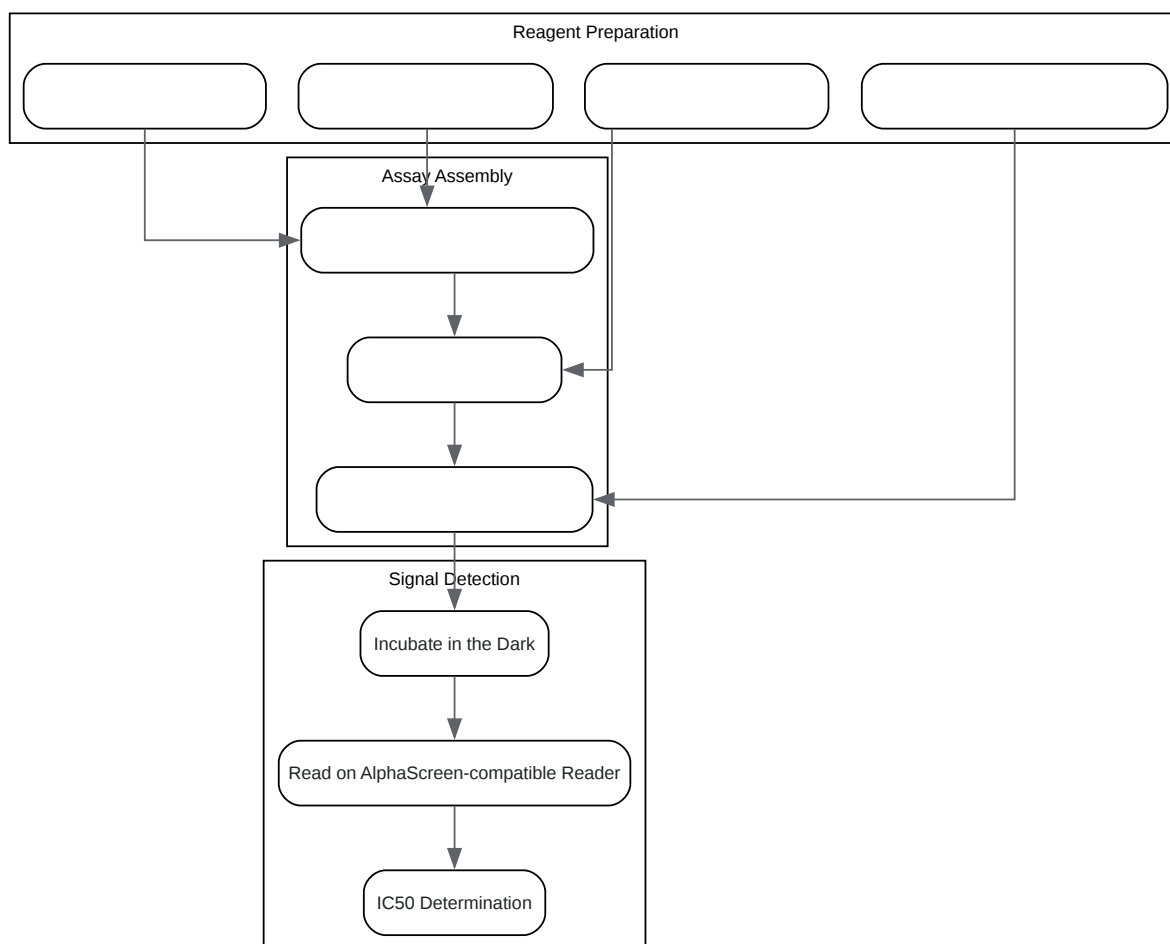 Reagent Preparation
Assay Assembly
Signal Detection
Incubate in the Dark
Read on AlphaScreen-compatible Reader
IC50 Determination